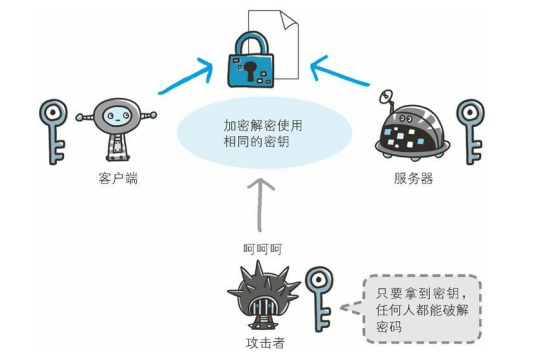 加密解密使用
相同的密钥
客户端
服务器
呵呵呵
只要拿到密钥，
任何人都能破解
密码
攻击者